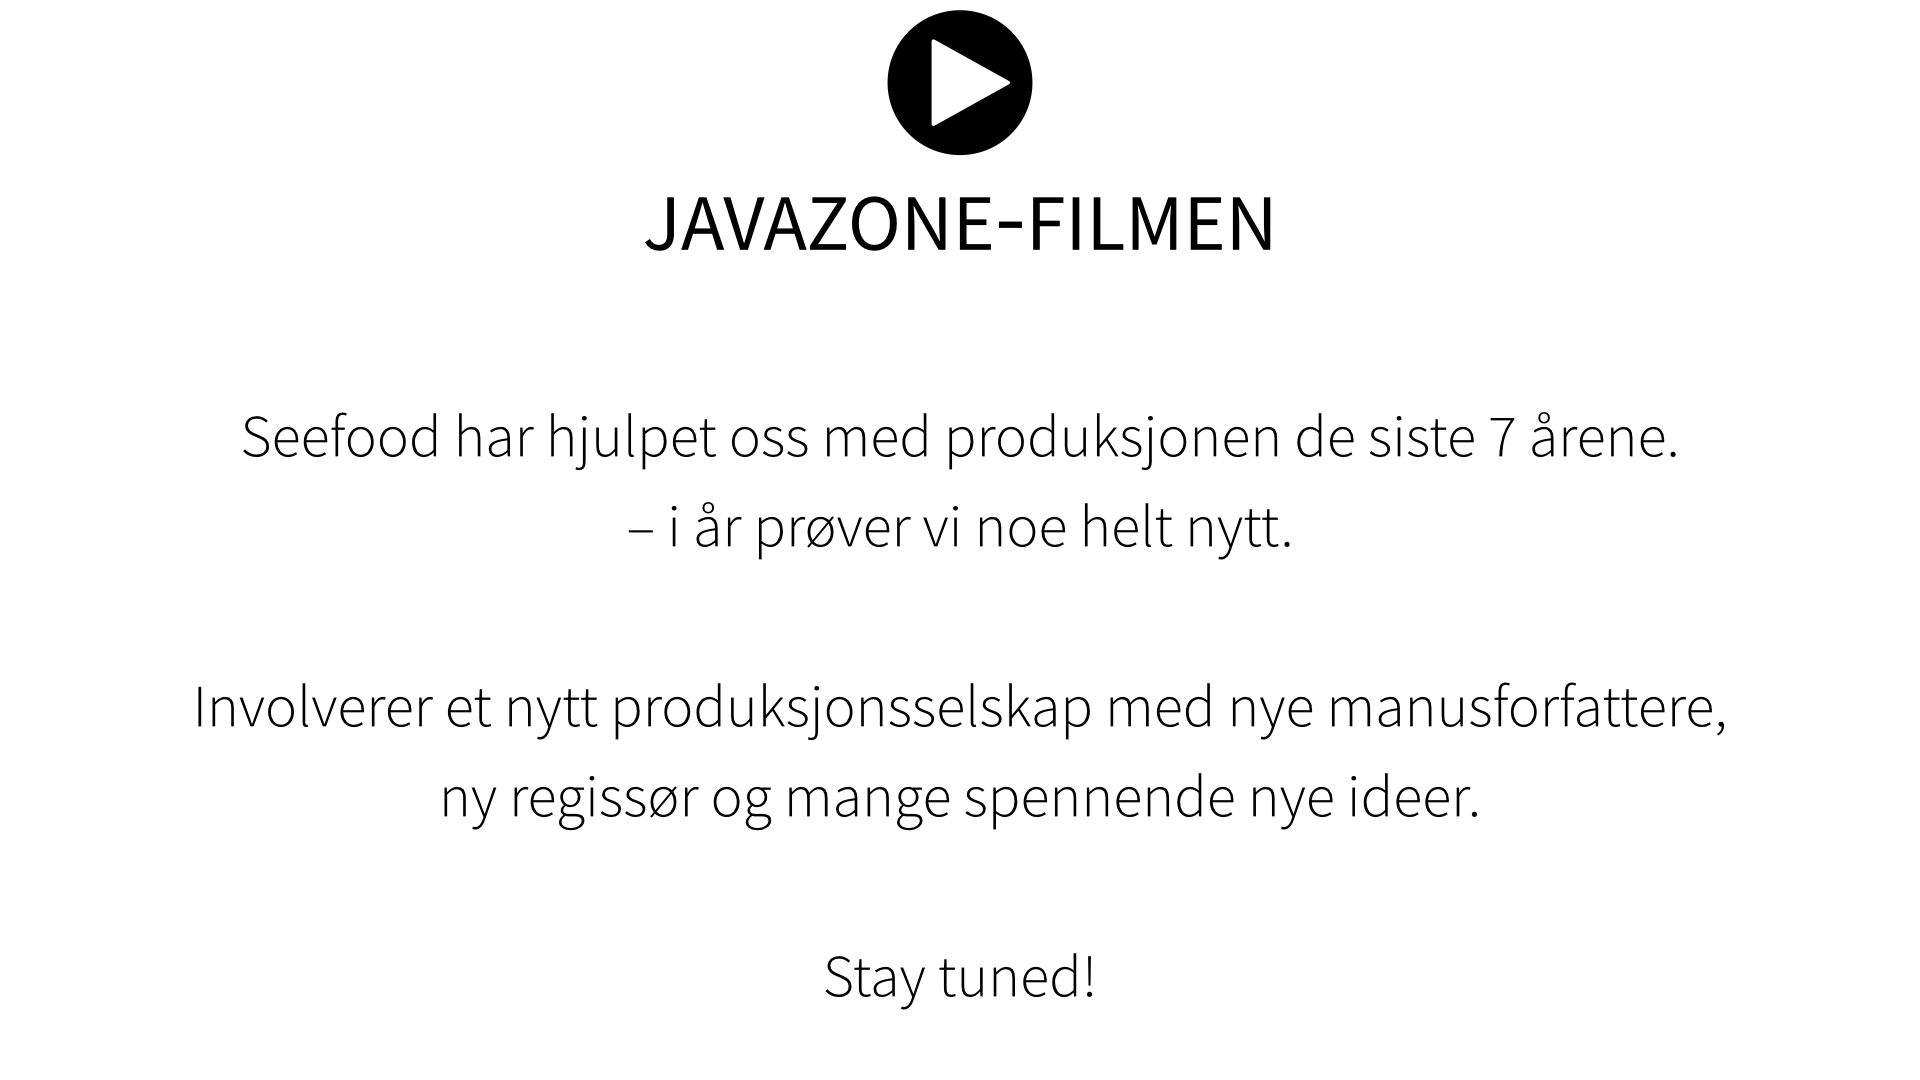 JAVAZONE-FILMEN
Seefood har hjulpet oss med produksjonen de siste 7 årene.
– i år prøver vi noe helt nytt.
Involverer et nytt produksjonsselskap med nye manusforfattere,
ny regissør og mange spennende nye ideer.
Stay tuned!